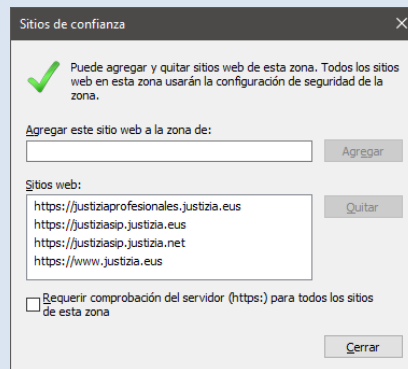 Sitios de confianza
Puede agregar y quitar sitios web de esta zona. Todos los sitios
web en esta zona usarán la configuración de seguridad de la
zona.
Agregar este sitio web a la zona de:
Agregar
Sitios web:
https://justiziaprofesionales.justizia.eus
Quitar
https://justiziasip.justizia.eus
https://justiziasip.justizia.net
https://www.justizia.eus
Requerir comprobación del servidor (https:) para todos los sitios
de esta zona
Cerrar